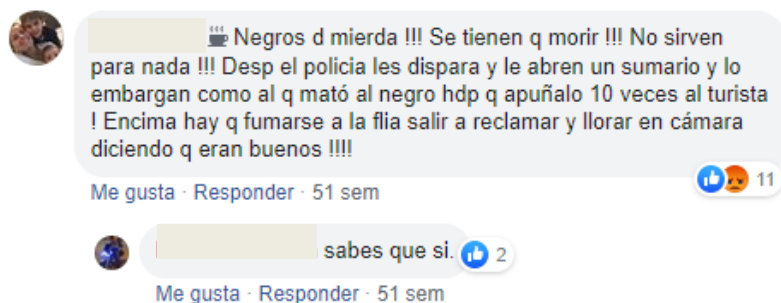 Negros d mierda !!! Se tienen q morir !!! No sirven
para nada !!! Desp el policia les dispara y le abren un sumario y lo
embargan como al q mató al negro hdp q apuñalo 10 veces al turista
! Encima hay q fumarse a la flia salir a reclamar y llorar en cámara
diciendo q eran buenos !!!!
11
Me gusta · Responder · 51 sem
sabes que si.
2
Me gusta · Responder · 51 sem